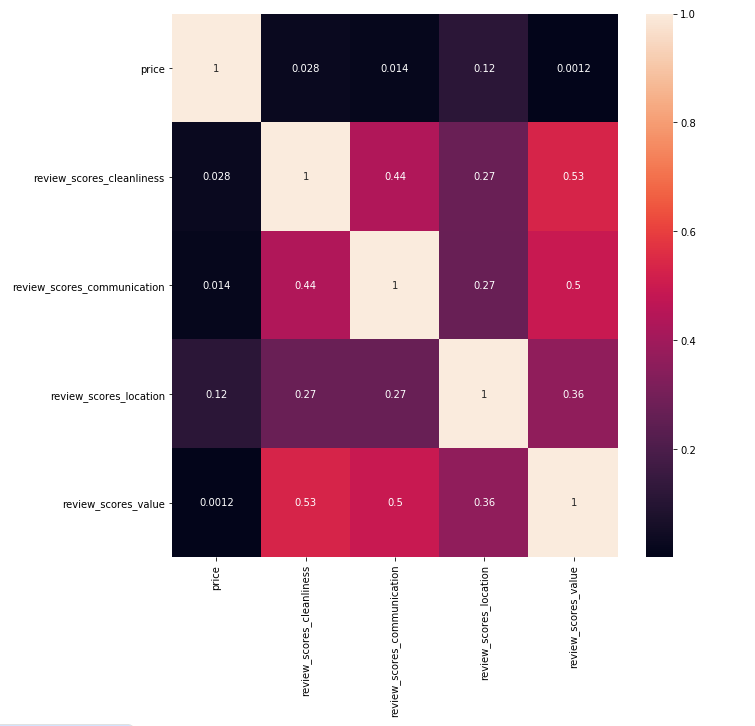 1.0
price
1 0.028 0.014 0.12 0.0012
0.8
review_scores_cleanliness
0.028 1 0.44 0.27 0.53
0.6
review_scores_communication
0.014 0.44 1 0.27 0.5
0.4
review_scores_location
0.12 0.27 0.27 1 0.36
0.2
review_scores_value
0.0012 0.53 0.5 0.36 1
price
review_scores_cleanliness
review_scores_communication
review_scores_location
review_scores_value